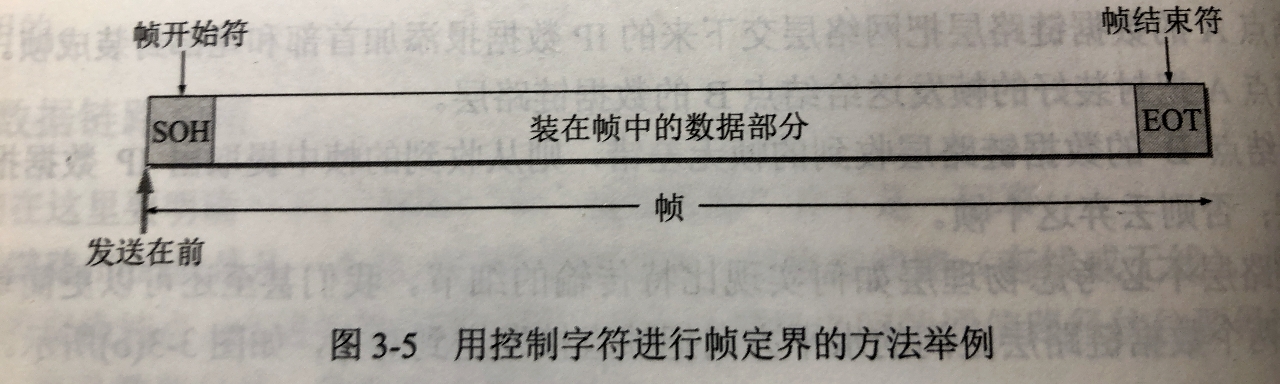 帧开始符
帧结束符
SOH
装在帧中的数据部分
EOT
帧
发送在前
图 3-5 用控制字符进行帧定界的方法举例